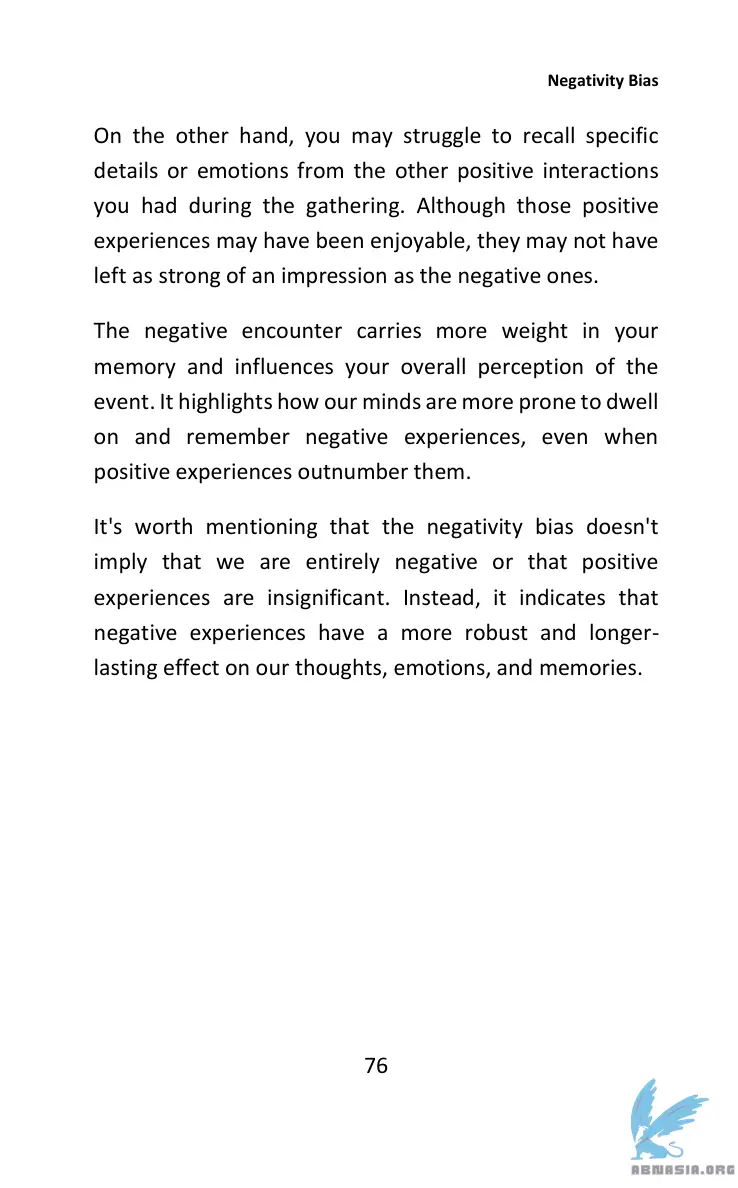 Negativity Bias
On the other hand, you may struggle to recall specific
details or emotions from the other positive interactions
you had during the gathering. Although those positive
experiences may have been enjoyable, they may not have
left as strong of an impression as the negative ones.
The negative encounter carries more weight in your
memory and influences your overall perception of the
event. It highlights how our minds are more prone to dwell
on and remember negative experiences, even when
positive experiences outnumber them.
It's worth mentioning that the negativity bias doesn't
imply that we are entirely negative or that positive
experiences are insignificant. Instead, it indicates that
negative experiences have a more robust and longer-
lasting effect on our thoughts, emotions, and memories.
76
ABNASIA.ORG